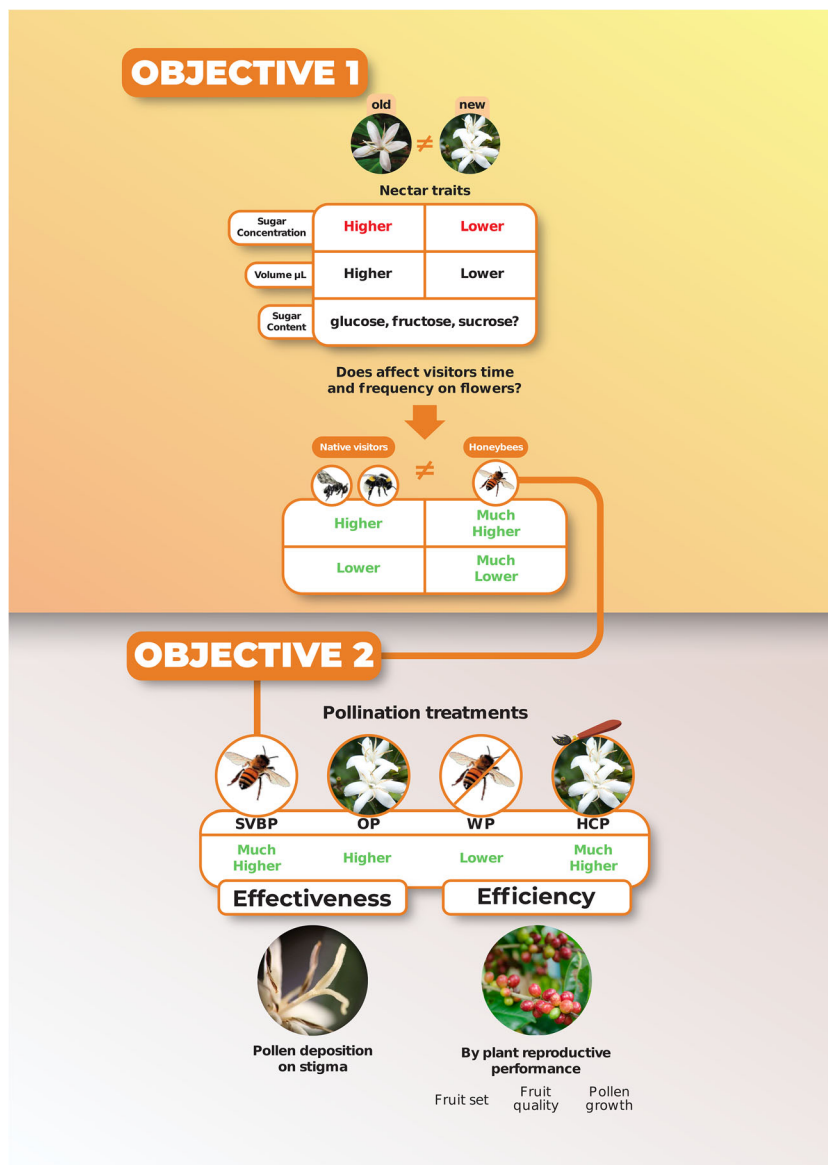 OBJECTIVE 1
old
new
≠
Nectar traits
Sugar
Concentration
Higher
Lower
Volume µL
Higher
Lower
Sugar
Content
glucose, fructose, sucrose?
Does affect visitors time
and frequency on flowers?
Native visitors
≠
Honeybees
Higher
Much
Higher
Lower
Much
Lower
OBJECTIVE 2
Pollination treatments
SVBP
OP
WP
HCP
Much
Higher
Higher
Lower
Much
Higher
Effectiveness
Efficiency
Pollen deposition
on stigma
By plant reproductive
performance
Fruit set
Fruit
quality
Pollen
growth